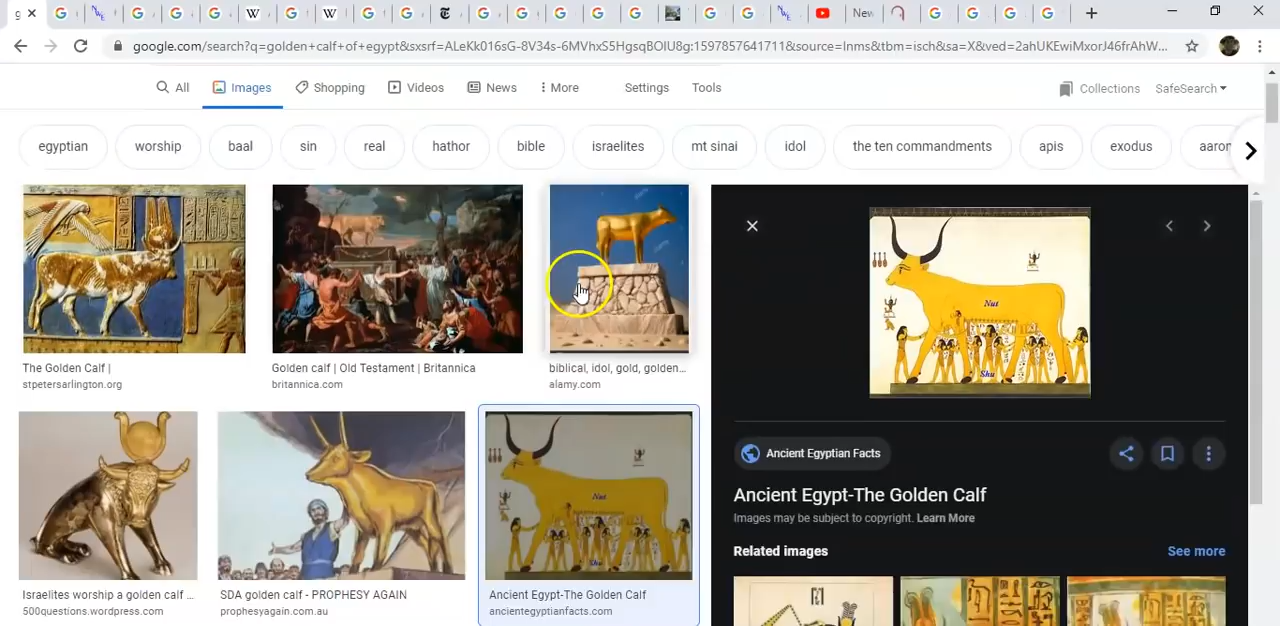 g
New
google.com/search?q=golden+calf+of+egypt&sxsrf=ALeKk016sG-8V34s-6MVhxS5HgsqBOIU8g:1597857641711&source=lnms&tbm=isch&sa=X&ved=2ahUKEwiMxorJ46frAhW...
All
Images
Shopping
Videos
News
More
Settings
Tools
Collections
SafeSearch
egyptian
worship
baal
sin
real
hathor
bible
israelites
mt sinai
idol
the ten commandments
apis
exodus
aaron
The Golden Calf |
stpetersarlington.org
Golden calf | Old Testament | Britannica
britannica.com
biblical, idol, gold, golden...
alamy.com
Nut
Shu
Ancient Egyptian Facts
Ancient Egypt-The Golden Calf
Images may be subject to copyright. Learn More
Related images
See more
Nut
Shu
Israelites worship a golden calf ...
500questions.wordpress.com
SDA golden calf - PROPHESY AGAIN
prophesyagain.com.au
Ancient Egypt-The Golden Calf
ancientegyptianfacts.com